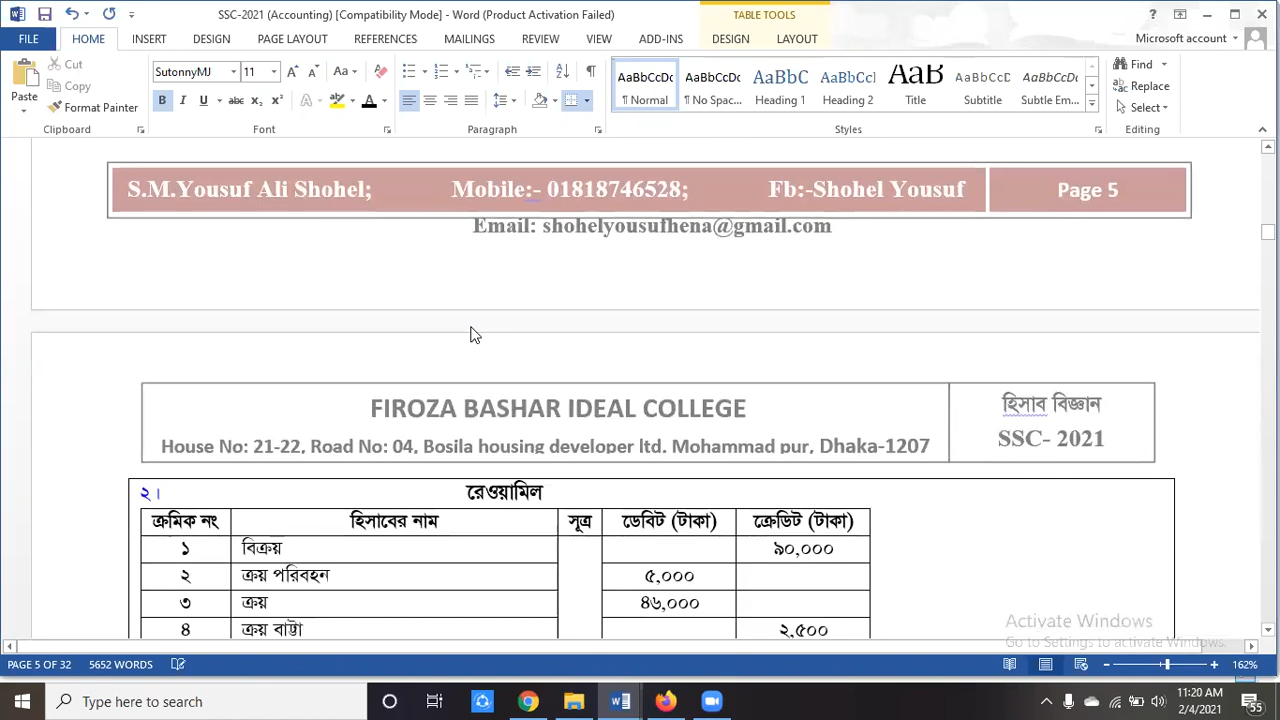 SSC-2021 (Accounting) [Compatibility Mode] - Word (Product Activation Failed)
TABLE TOOLS
FILE HOME INSERT DESIGN PAGE LAYOUT REFERENCES MAILINGS REVIEW VIEW ADD-INS DESIGN LAYOUT
Microsoft account
Paste
Cut
Copy
Format Painter
Clipboard
SutonnyMJ 11
Font
Paragraph
AaBbCcDc ¶ Normal
AaBbCcDc ¶ No Spac...
AaBbC Heading 1
AaBbCc Heading 2
AaB Title
AaBbCcD Subtitle
AaBbCcD Subtle Em...
Styles
Find
Replace
Select
Editing
S.M.Yousuf Ali Shohel; Mobile:- 01818746528; Fb:-Shohel Yousuf Page 5
Email: shohelyousufhena@gmail.com
FIROZA BASHAR IDEAL COLLEGE
House No: 21-22, Road No: 04, Bosila housing developer ltd. Mohammad pur, Dhaka-1207
হিসাব বিজ্ঞান
SSC- 2021
২। রেওয়ামিল
ক্রমিক নং হিসাবের নাম সূত্র ডেবিট (টাকা) ক্রেডিট (টাকা)
১ বিক্রয় ৯০,০০০
২ ক্রয় পরিবহন ৫,০০০
৩ ক্রয় ৪৬,০০০
৪ ক্রয় বাট্টা ২,৫০০
Activate Windows
Go to Settings to activate Windows.
PAGE 5 OF 32 5652 WORDS 162%
Type here to search
11:20 AM
2/4/2021
55